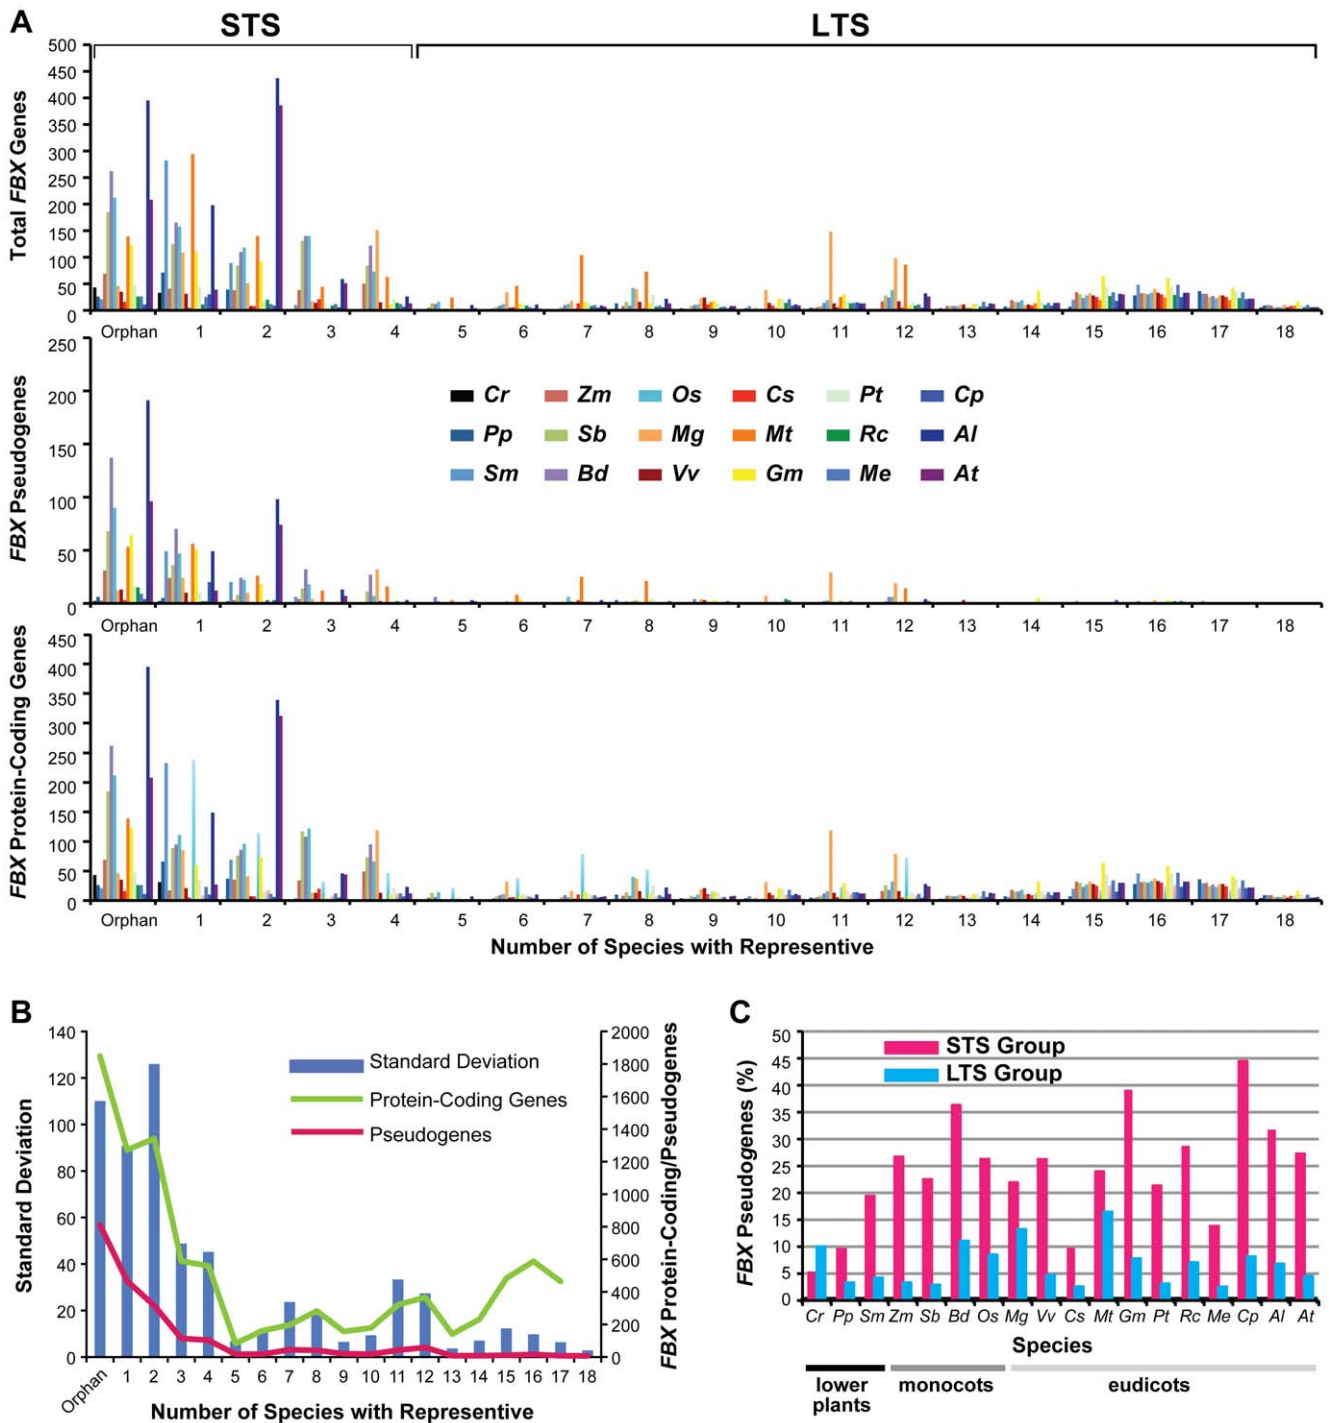 A
STS
LTS
Total FBX Genes
500
450
400
350
300
250
200
150
100
50
0
Orphan 1 2 3 4 5 6 7 8 9 10 11 12 13 14 15 16 17 18
FBX Pseudogenes
250
200
150
100
50
0
Cr Zm Os Cs Pt Cp
Pp Sb Mg Mt Rc Al
Sm Bd Vv Gm Me At
Orphan 1 2 3 4 5 6 7 8 9 10 11 12 13 14 15 16 17 18
FBX Protein-Coding Genes
450
400
350
300
250
200
150
100
50
0
Orphan 1 2 3 4 5 6 7 8 9 10 11 12 13 14 15 16 17 18
Number of Species with Representive
B
Standard Deviation
140
120
100
80
60
40
20
0
Standard Deviation
Protein-Coding Genes
Pseudogenes
2000
1800
1600
1400
1200
1000
800
600
400
200
0
FBX Protein-Coding/Pseudogenes
Orphan 1 2 3 4 5 6 7 8 9 10 11 12 13 14 15 16 17 18
Number of Species with Representive
C
FBX Pseudogenes (%)
50
45
40
35
30
25
20
15
10
5
0
STS Group
LTS Group
Cr Pp Sm Zm Sb Bd Os Mg Vv Cs Mt Gm Pt Rc Me Cp Al At
Species
lower plants
monocots
eudicots